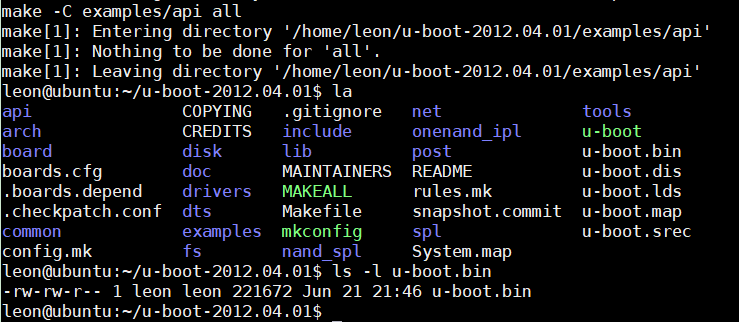 make -C examples/api all
make[1]: Entering directory '/home/leon/u-boot-2012.04.01/examples/api'
make[1]: Nothing to be done for 'all'.
make[1]: Leaving directory '/home/leon/u-boot-2012.04.01/examples/api'
leon@ubuntu:~/u-boot-2012.04.01$ la
api COPYING .gitignore net tools
arch CREDITS include onenand_ipl u-boot
board disk lib post u-boot.bin
boards.cfg doc MAINTAINERS README u-boot.dis
.boards.depend drivers MAKEALL rules.mk u-boot.lds
.checkpatch.conf dts Makefile snapshot.commit u-boot.map
common examples mkconfig spl u-boot.srec
config.mk fs nand_spl System.map
leon@ubuntu:~/u-boot-2012.04.01$ ls -l u-boot.bin
-rw-rw-r-- 1 leon leon 221672 Jun 21 21:46 u-boot.bin
leon@ubuntu:~/u-boot-2012.04.01$ _